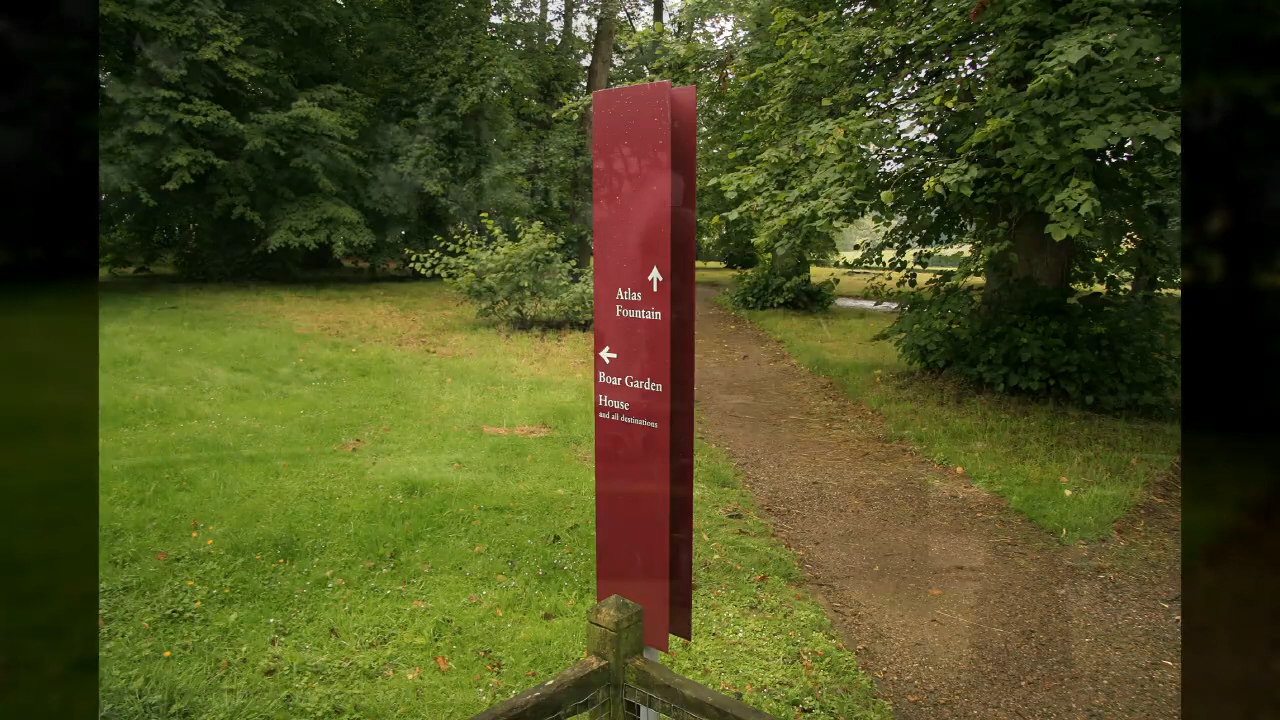 Atlas
Fountain
Boar Garden
House
and all destinations